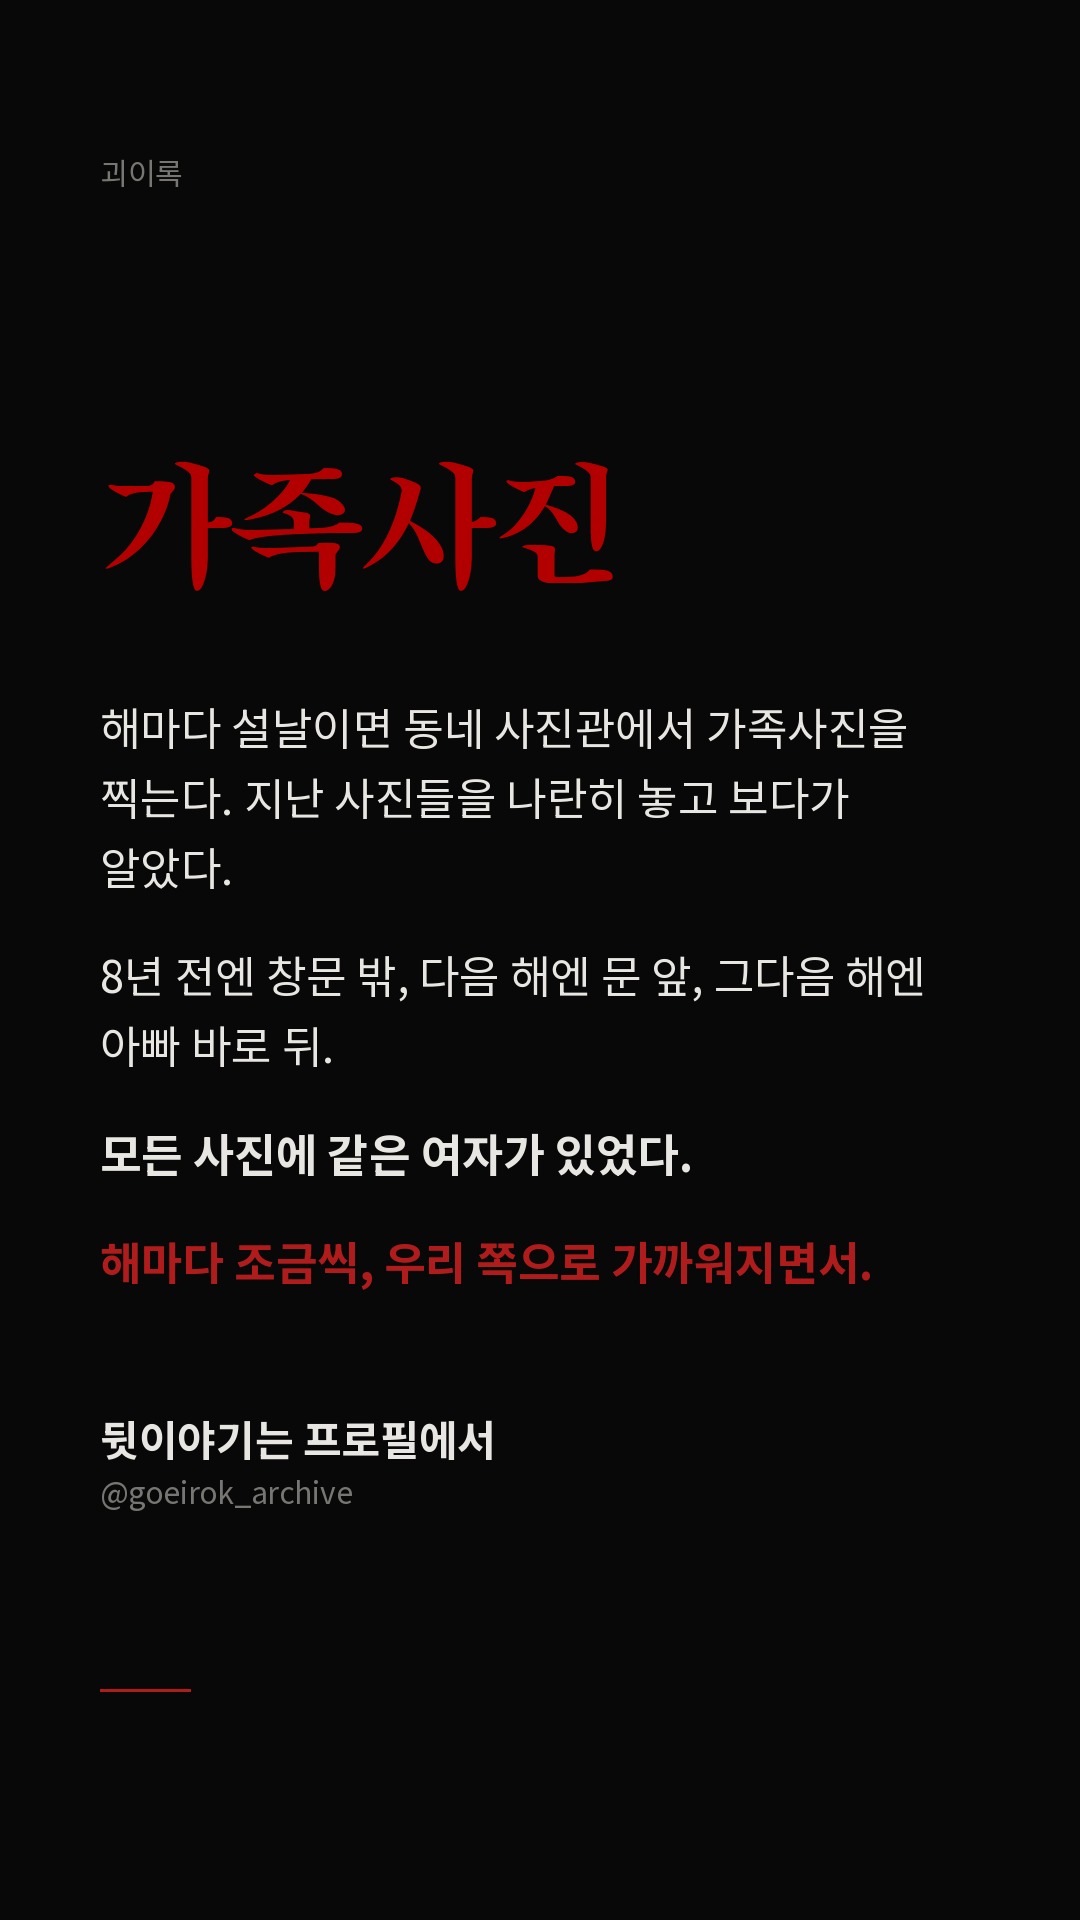 괴이록
가족사진
해마다 설날이면 동네 사진관에서 가족사진을
찍는다. 지난 사진들을 나란히 놓고 보다가
알았다.
8년 전엔 창문 밖, 다음 해엔 문 앞, 그다음 해엔
아빠 바로 뒤.
모든 사진에 같은 여자가 있었다.
해마다 조금씩, 우리 쪽으로 가까워지면서.
뒷이야기는 프로필에서
@goeirok_archive